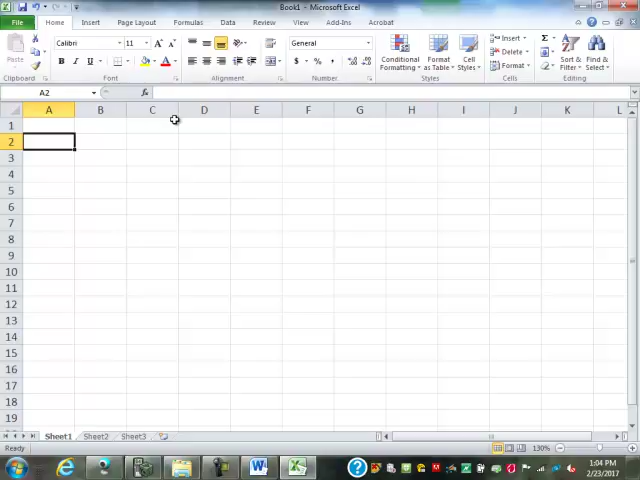 Book1 - Microsoft Excel
File Home Insert Page Layout Formulas Data Review View Add-Ins Acrobat
Calibri 11 General
Paste B I U $ % , Conditional Formatting Format as Table Cell Styles Insert Delete Format Σ Sort & Filter Find & Select
Clipboard Font Alignment Number Styles Cells Editing
A2 fx
A B C D E F G H I J K L
1
2
3
4
5
6
7
8
9
10
11
12
13
14
15
16
17
18
19
Sheet1 Sheet2 Sheet3
Ready 130%
1:04 PM
2/23/2017